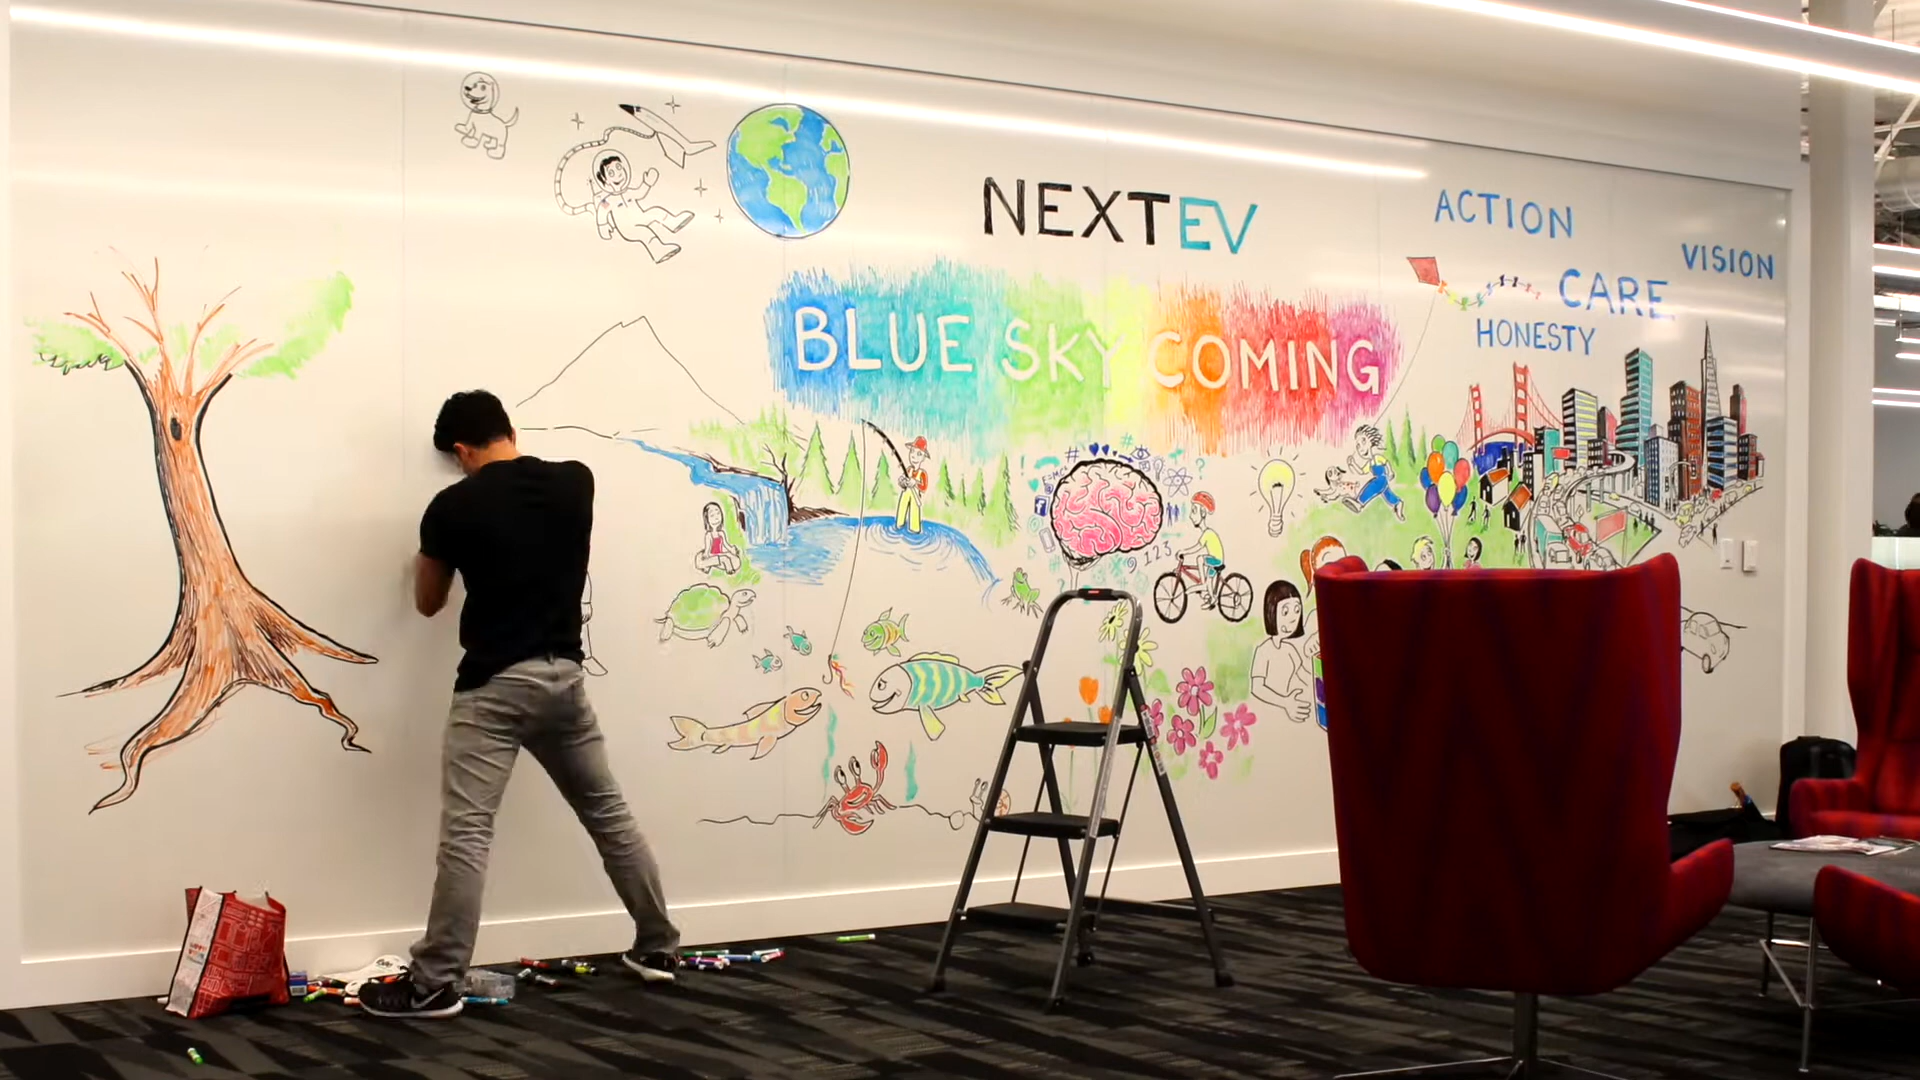 NEXTEV
BLUE SKY COMING
ACTION
VISION
CARE
HONESTY
123